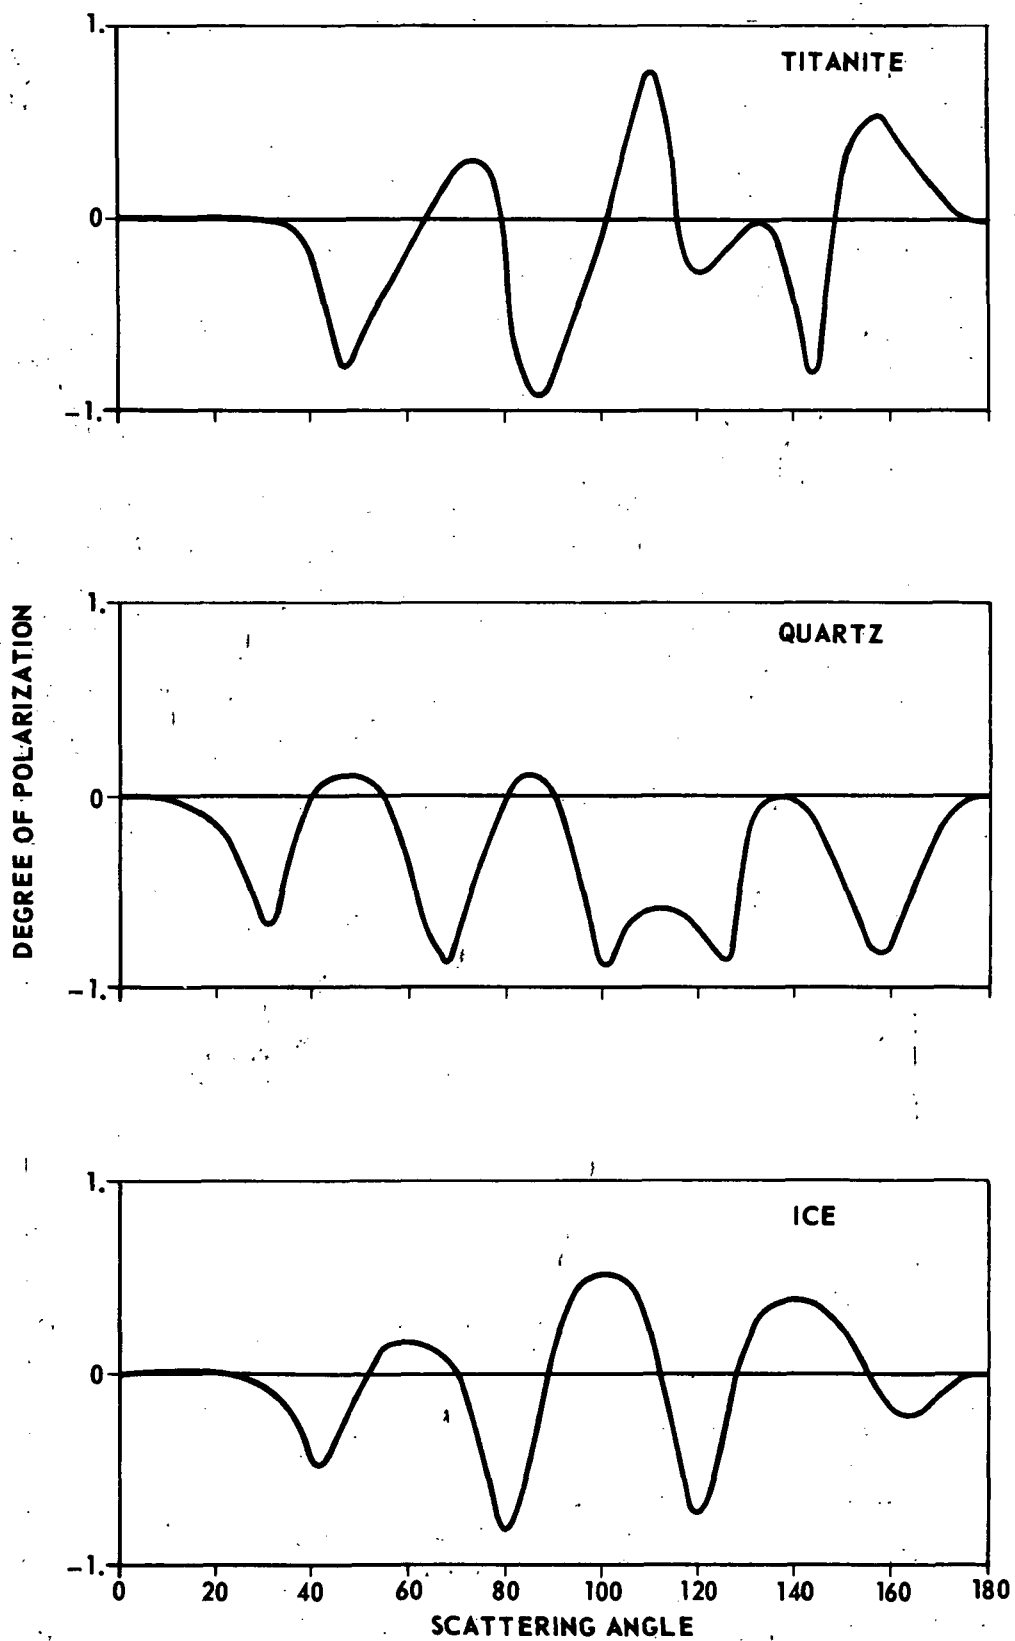 1.
TITANITE
0
-1.
1.
QUARTZ
0
-1.
DEGREE OF POLARIZATION
1.
ICE
0
-1.
0 20 40 60 80 100 120 140 160 180
SCATTERING ANGLE